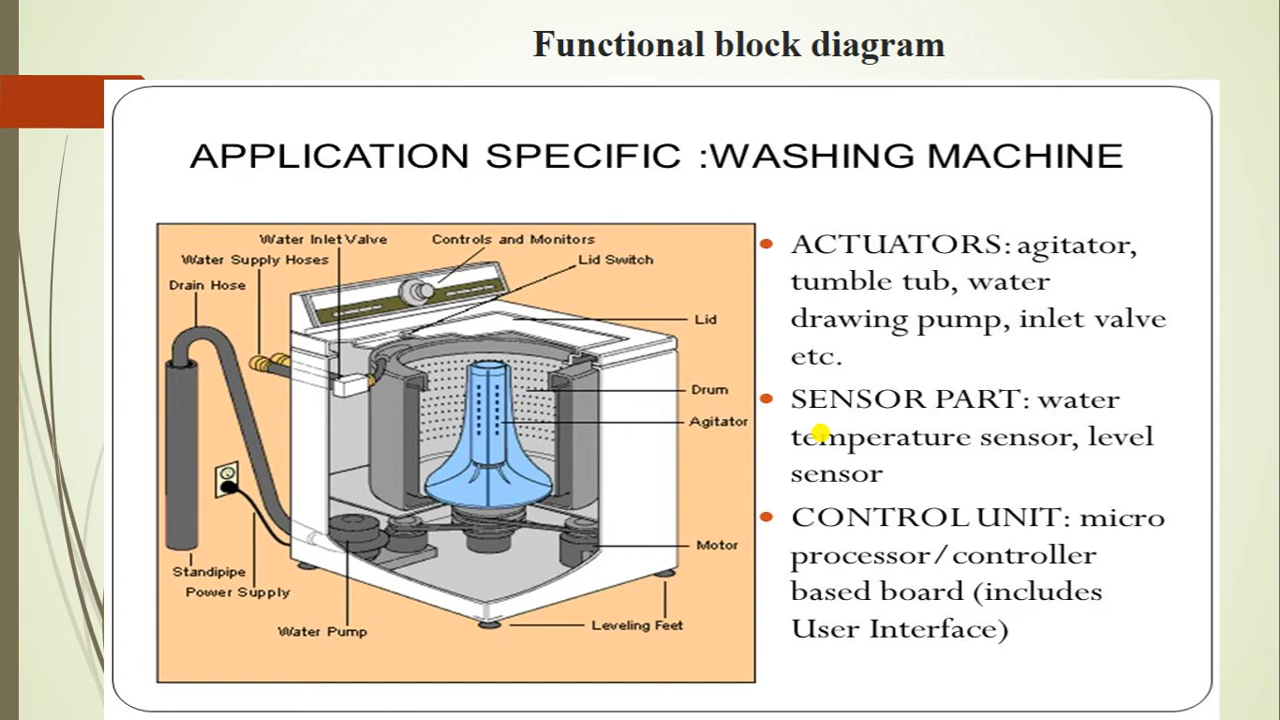 Functional block diagram
APPLICATION SPECIFIC :WASHING MACHINE
Water Inlet Valve
Controls and Monitors
Water Supply Hoses
Lid Switch
Drain Hose
Lid
Drum
Agitator
Motor
Standipipe
Power Supply
Leveling Feet
Water Pump
ACTUATORS: agitator,
tumble tub, water
drawing pump, inlet valve
etc.
SENSOR PART: water
temperature sensor, level
sensor
CONTROL UNIT: micro
processor/controller
based board (includes
User Interface)